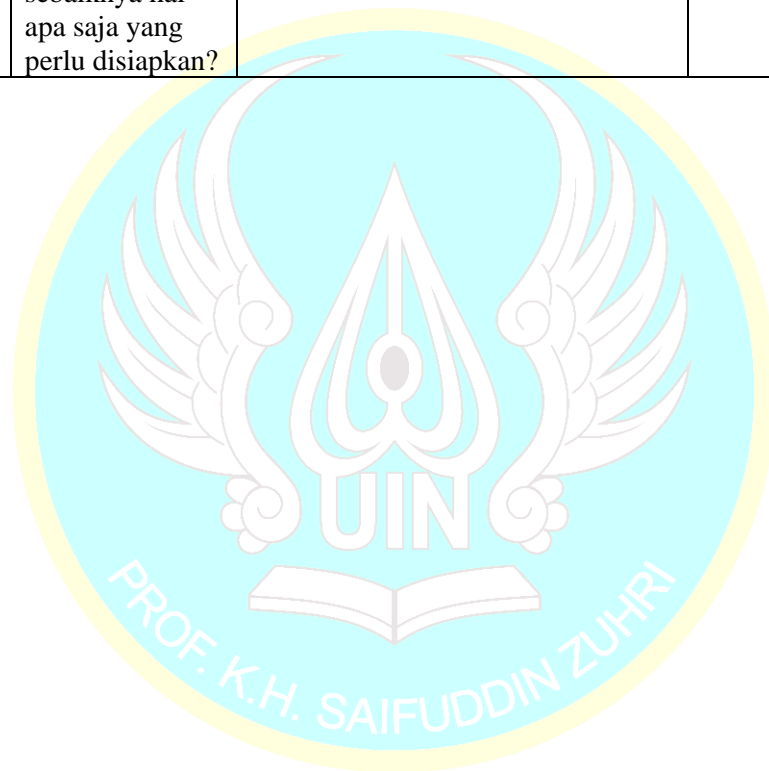 apa saja yang
perlu disiapkan?
UIN
PROF. K.H. SAIFUDDIN ZUHRI